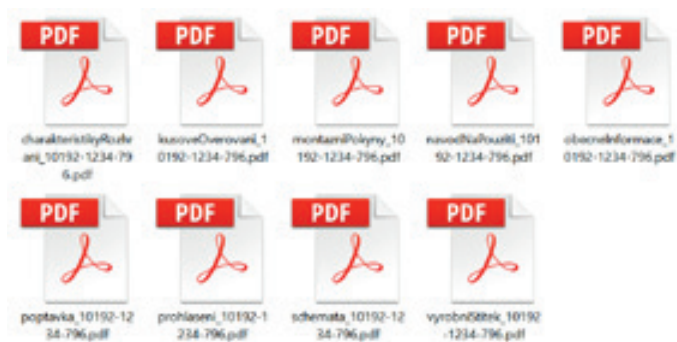 PDF PDF PDF PDF PDF
charakteristikyRozhr
ani_10192-1234-79
6.pdf
kusoveOverovani_1
0192-1234-796.pdf
montazniPokyny_10
192-1234-796.pdf
navodNaPouziti_101
92-1234-796.pdf
obecneInformace_1
0192-1234-796.pdf
PDF PDF PDF PDF
poptavka_10192-12
34-796.pdf
prohlaseni_10192-1
234-796.pdf
schemata_10192-12
34-796.pdf
vyrobniStitek_10192
-1234-796.pdf